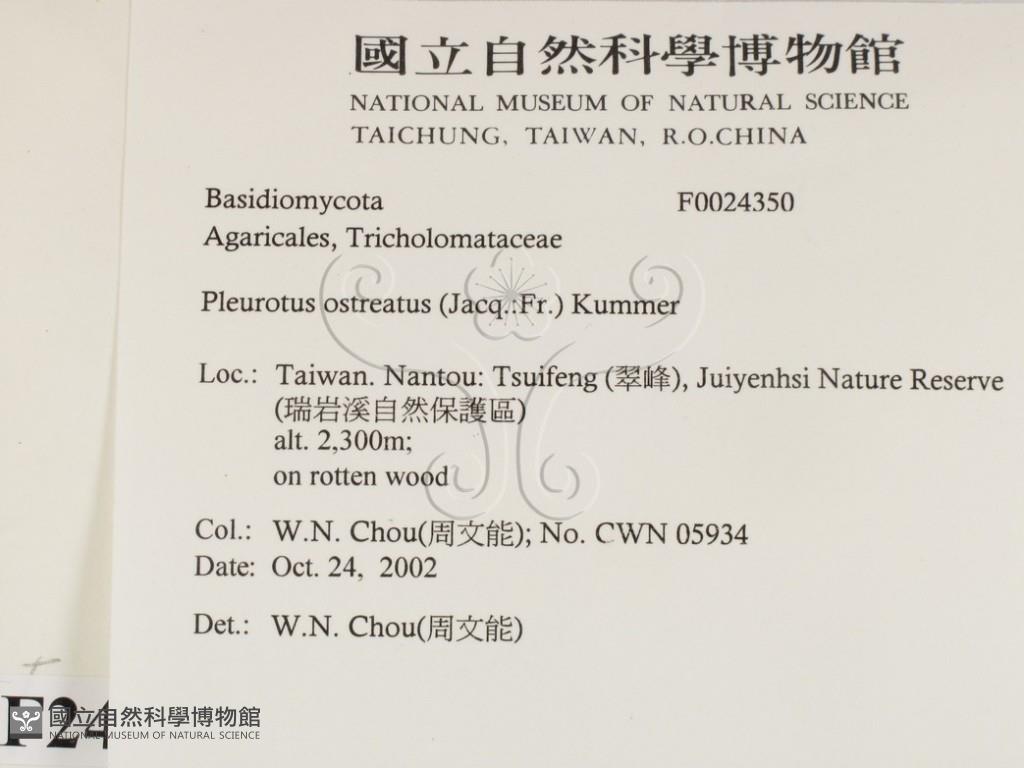 國立自然科學博物館
NATIONAL MUSEUM OF NATURAL SCIENCE
TAICHUNG, TAIWAN, R.O.CHINA
Basidiomycota F0024350
Agaricales, Tricholomataceae
Pleurotus ostreatus (Jacq.:Fr.) Kummer
Loc.: Taiwan. Nantou: Tsuifeng (翠峰), Juiyenhsi Nature Reserve
(瑞岩溪自然保護區)
alt. 2,300m;
on rotten wood
Col.: W.N. Chou(周文能); No. CWN 05934
Date: Oct. 24, 2002
Det.: W.N. Chou(周文能)
F24
國立自然科學博物館
NATIONAL MUSEUM OF NATURAL SCIENCE